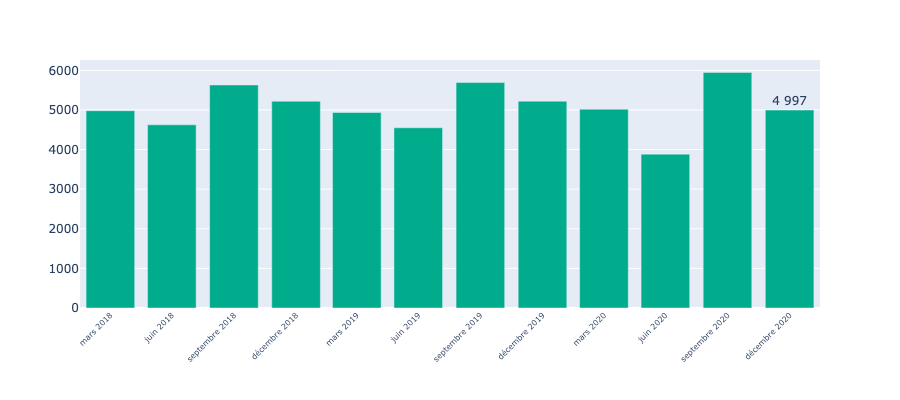 6000
5000
4000
3000
2000
1000
0
4 997
mars 2018
juin 2018
septembre 2018
décembre 2018
mars 2019
juin 2019
septembre 2019
décembre 2019
mars 2020
juin 2020
septembre 2020
décembre 2020